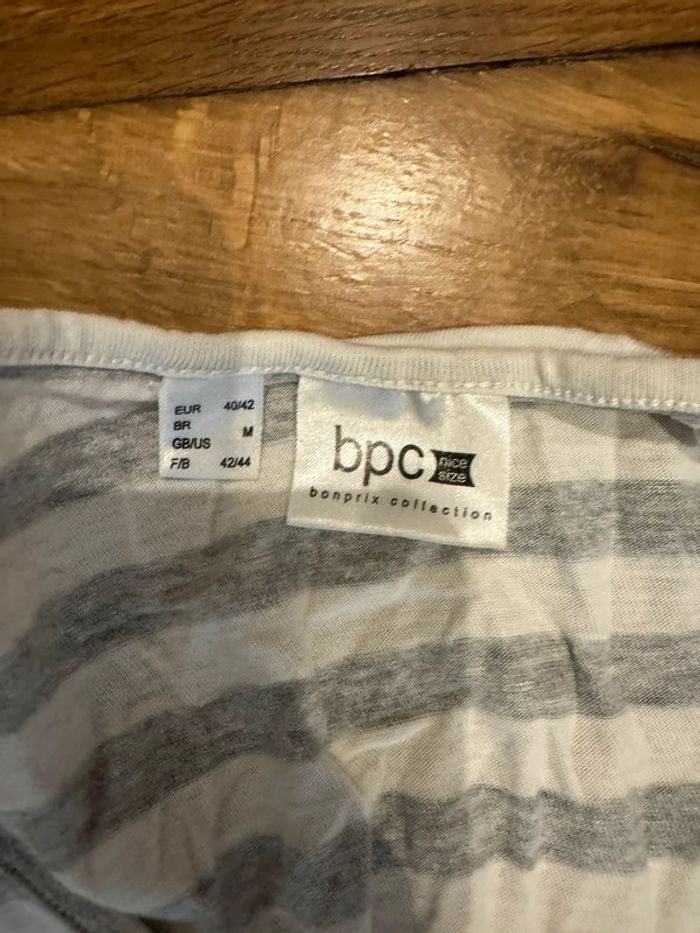 EUR 40/42
BR
GB/US M
F/B 42/44
bpc nice size
bonprix collection